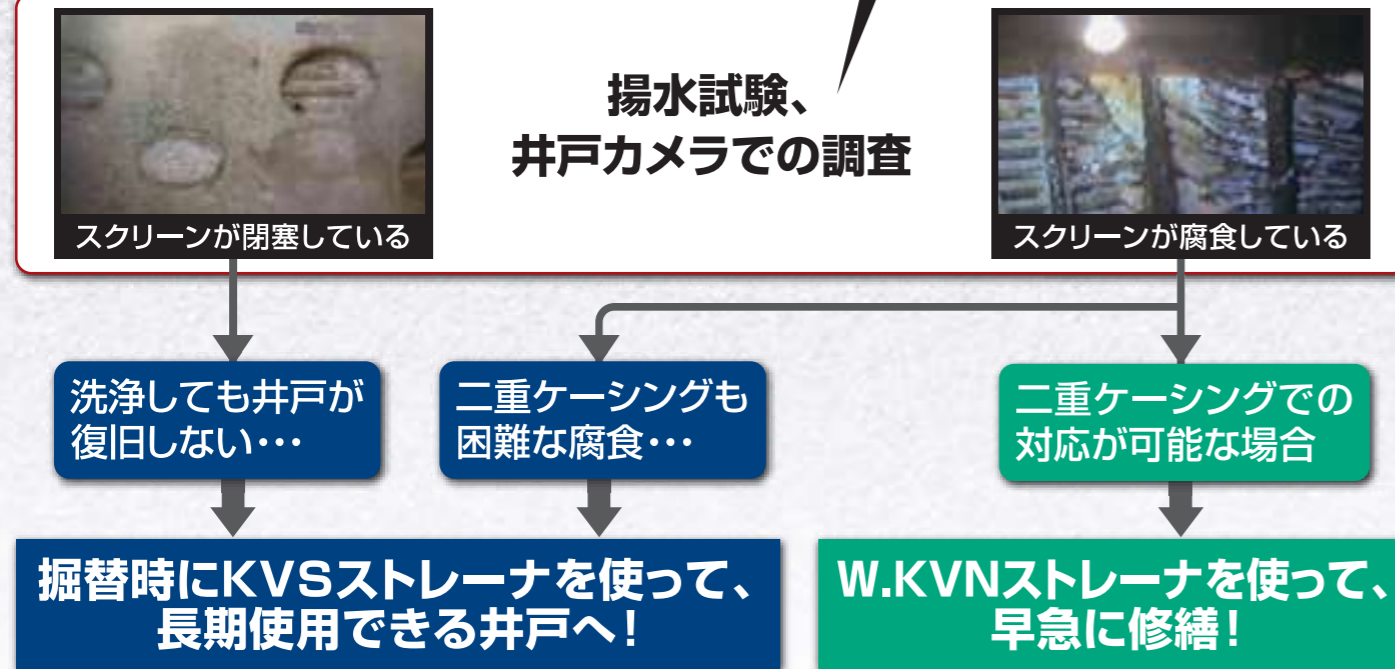 揚水試験、
井戸カメラでの調査
スクリーンが閉塞している
スクリーンが腐食している
洗浄しても井戸が
復旧しない・・・
二重ケーシングも
困難な腐食・・・
二重ケーシングでの
対応が可能な場合
掘替時にKVSストレーナを使って、
長期使用できる井戸へ！
W.KVNストレーナを使って、
早急に修繕！